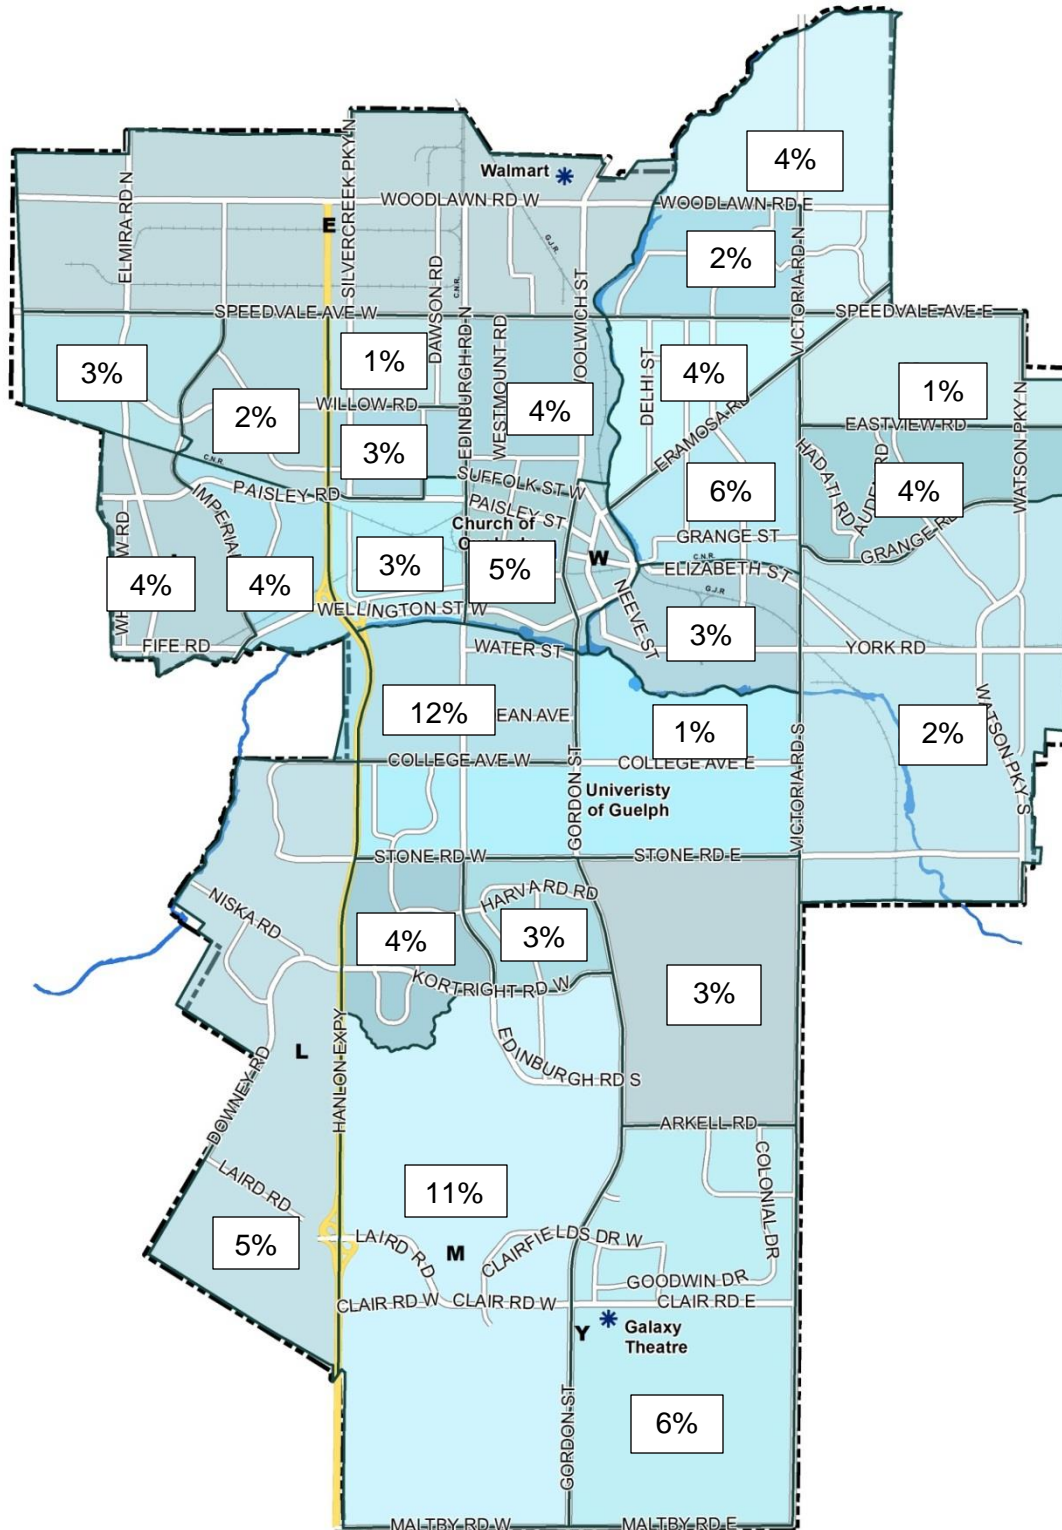 4%
Walmart
WOODLAWN RD W
WOODLAWN RD E
E
ELMIRA RD N
SILVERCREEK PKY N
G.J.R.
2%
VICTORIA RD N
DAWSON RD
C.N.R.
SPEEDVALE AVE W
SPEEDVALE AVE E
EDINBURGH RD N
WESTMOUNT RD
OOLWICH ST
DELHI ST
3%
1%
4%
4%
1%
2%
WILLOW RD
3%
ERAMOSA RD
EASTVIEW RD
WATSON PKY N
HADATI RD
AUDE
RD
4%
GRANGE RD
C.N.R.
PAISLEY RD
IMPERIAL
SUFFOLK ST W
PAISLEY ST
6%
Church of
GRANGE ST
W
C.N.R.
ELIZABETH ST
G.J.R
4%
4%
3%
5%
WELLINGTON ST W
NEEVE ST
3%
FIFE RD
WATER ST
YORK RD
12%
EAN AVE
1%
2%
WATSON PKY S
COLLEGE AVE W
COLLEGE AVE E
GORDON ST
Univeristy
of Guelph
VICTORIA RD S
STONE RD W
STONE RD E
NISKA RD
HARVARD RD
4%
3%
KORTRIGHT RD W
3%
L
HANLON EXPY
EDINBURGH RD S
DOWNEY RD
ARKELL RD
COLONIAL DR
LAIRD RD
11%
5%
LAIRD RD
M
CLAIRFIELDS DR W
GOODWIN DR
CLAIR RD W
CLAIR RD W
CLAIR RD E
Y
Galaxy
Theatre
GORDON ST
6%
MALTBY RD W
MALTBY RD E